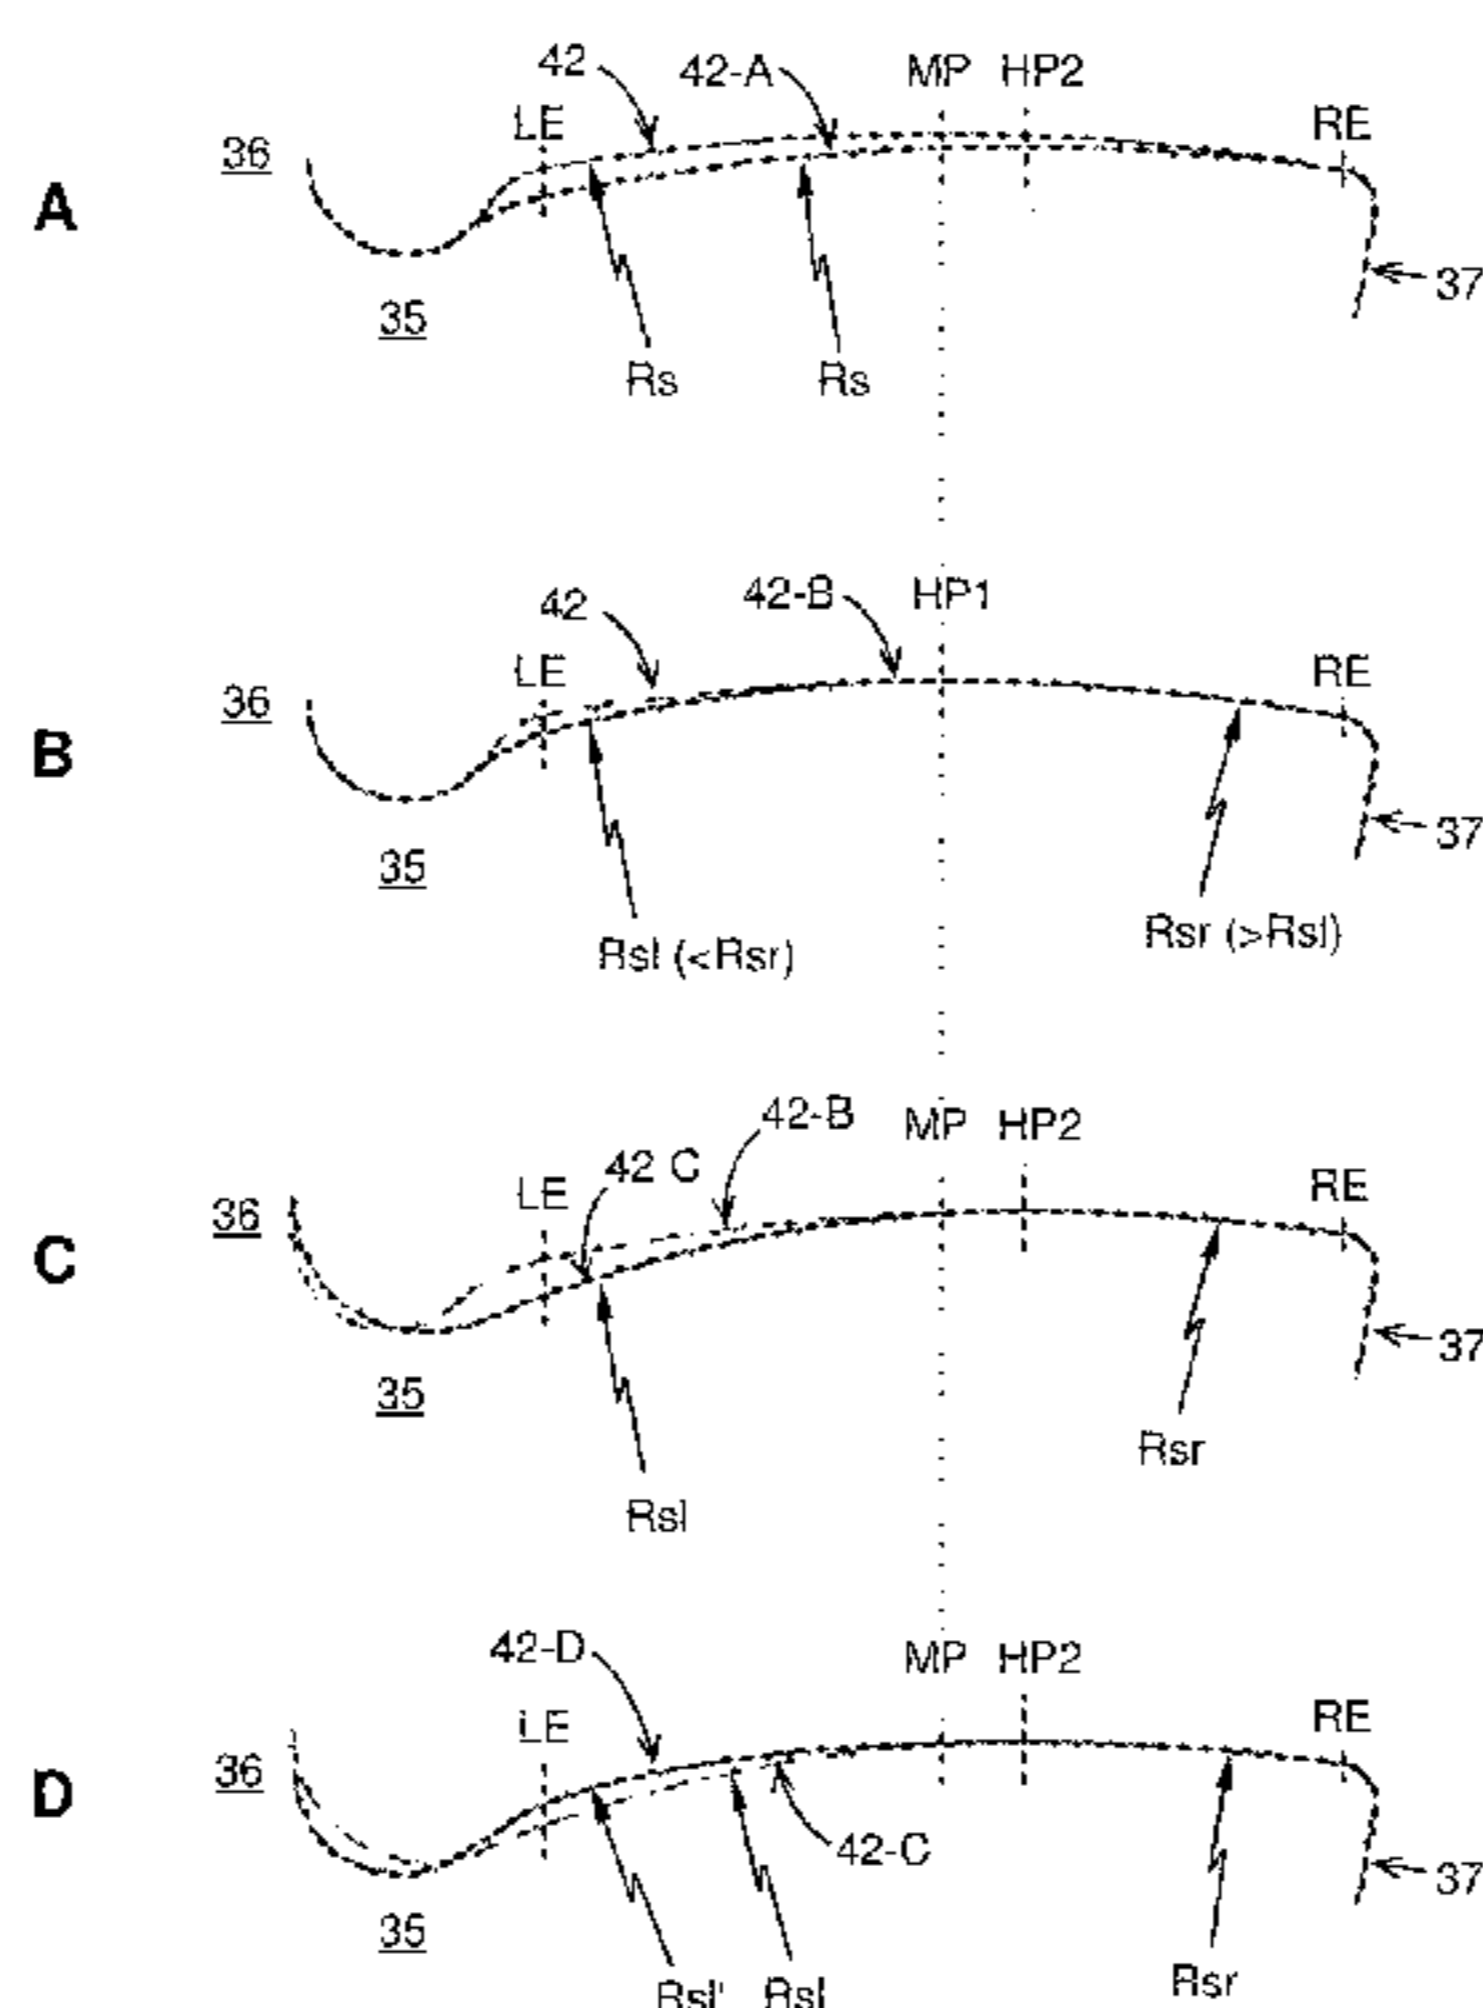 42 42-A MP HP2
LE RE
36
A
37
35
Rs Rs
42 42-B HP1
LE RE
36
B
37
35
Rsl (<Rsr) Rsr (>Rsl)
42-B MP HP2
42 C
LE RE
36
C
37
35
Rsr
Rsl
42-D MP HP2
LE RE
36
D
42-C 37
35
Rsl' Rsl Rsr